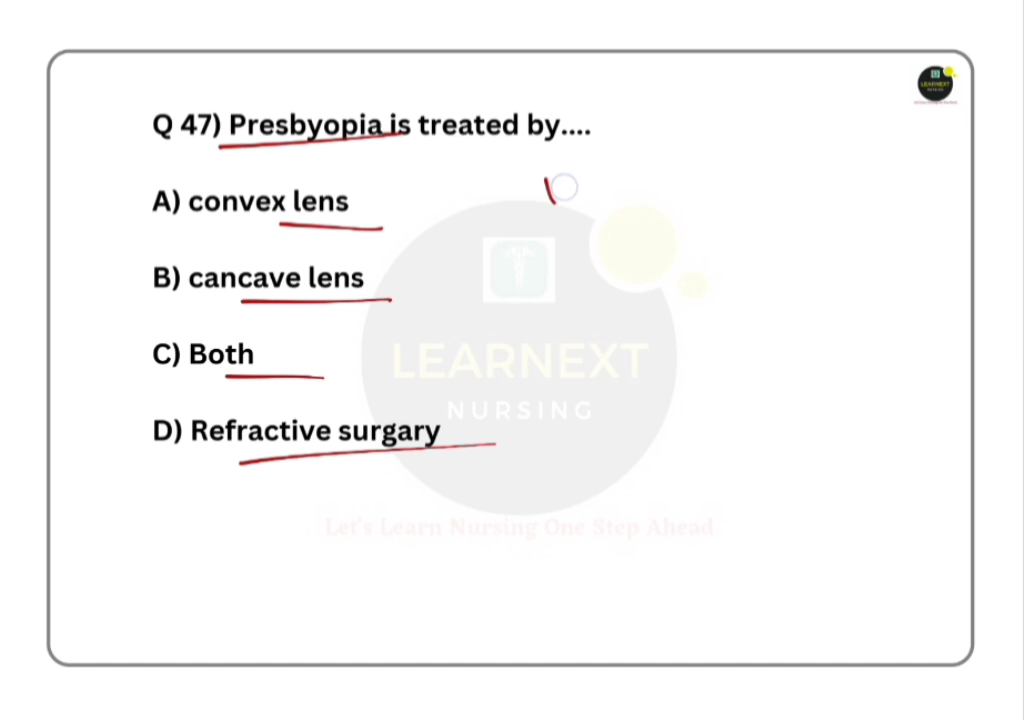 LEARNEXT
Q 47) Presbyopia is treated by....
A) convex lens
B) cancave lens
C) Both
D) Refractive surgary
LEARNEXT
NURSING
Let's Learn Nursing One Step Ahead